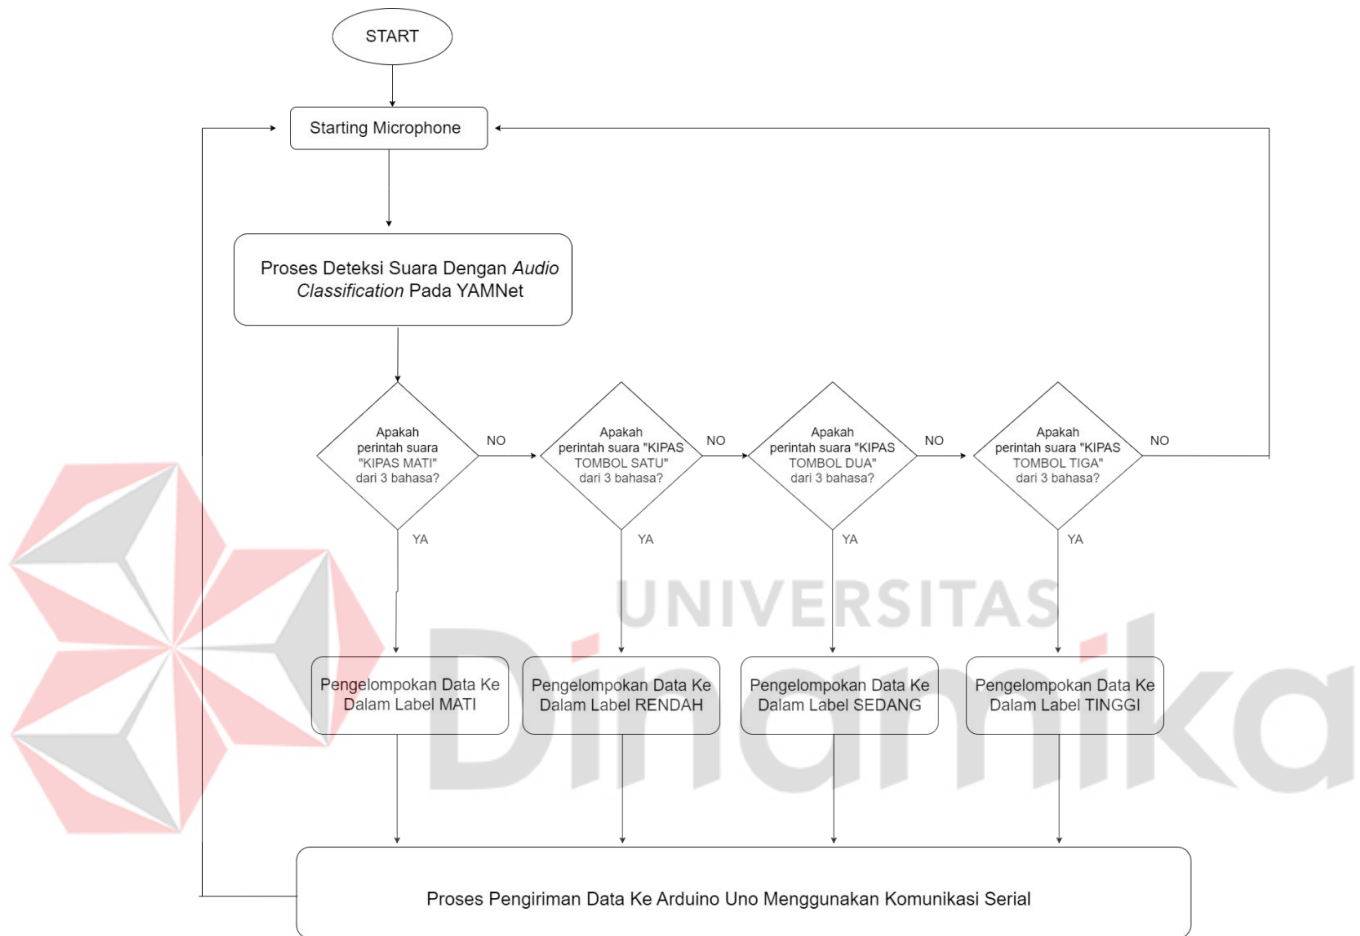 START
Starting Microphone
Proses Deteksi Suara Dengan Audio
Classification Pada YAMNet
Apakah
perintah suara
"KIPAS MATI"
dari 3 bahasa?
NO
Apakah
perintah suara "KIPAS
TOMBOL SATU"
dari 3 bahasa?
NO
Apakah
perintah suara "KIPAS
TOMBOL DUA"
dari 3 bahasa?
NO
Apakah
perintah suara "KIPAS
TOMBOL TIGA"
dari 3 bahasa?
NO
YA
YA
YA
YA
UNIVERSITAS
Dinamika
Pengelompokan Data Ke
Dalam Label MATI
Pengelompokan Data Ke
Dalam Label RENDAH
Pengelompokan Data Ke
Dalam Label SEDANG
Pengelompokan Data Ke
Dalam Label TINGGI
Proses Pengiriman Data Ke Arduino Uno Menggunakan Komunikasi Serial